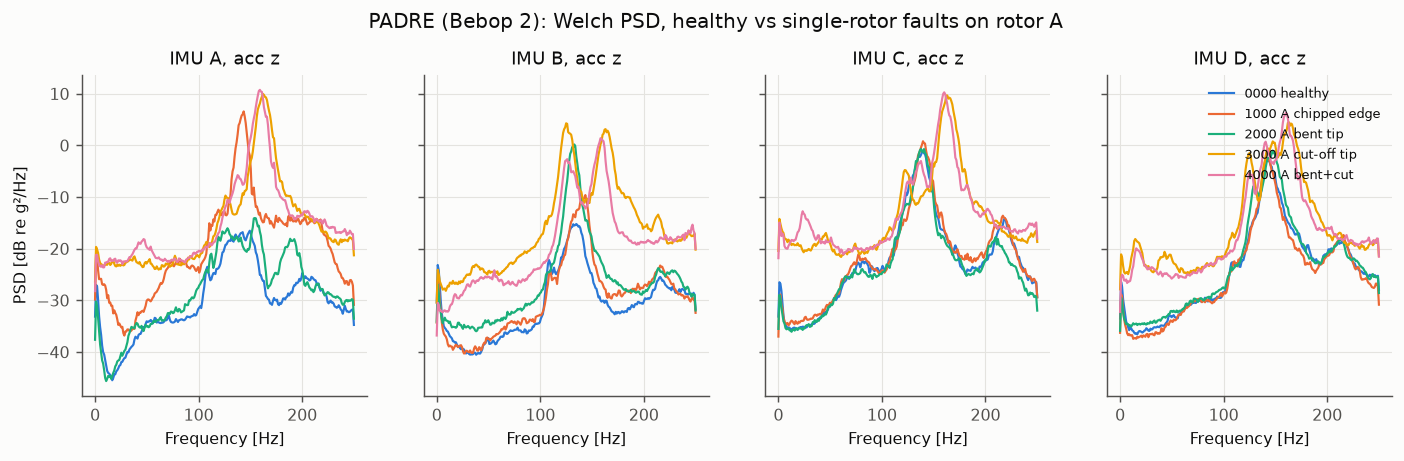 PADRE (Bebop 2): Welch PSD, healthy vs single-rotor faults on rotor A
IMU A, acc z
IMU B, acc z
IMU C, acc z
IMU D, acc z
PSD [dB re g²/Hz]
10
0
−10
−20
−30
−40
0000 healthy
1000 A chipped edge
2000 A bent tip
3000 A cut-off tip
4000 A bent+cut
0 100 200
0 100 200
0 100 200
0 100 200
Frequency [Hz]
Frequency [Hz]
Frequency [Hz]
Frequency [Hz]